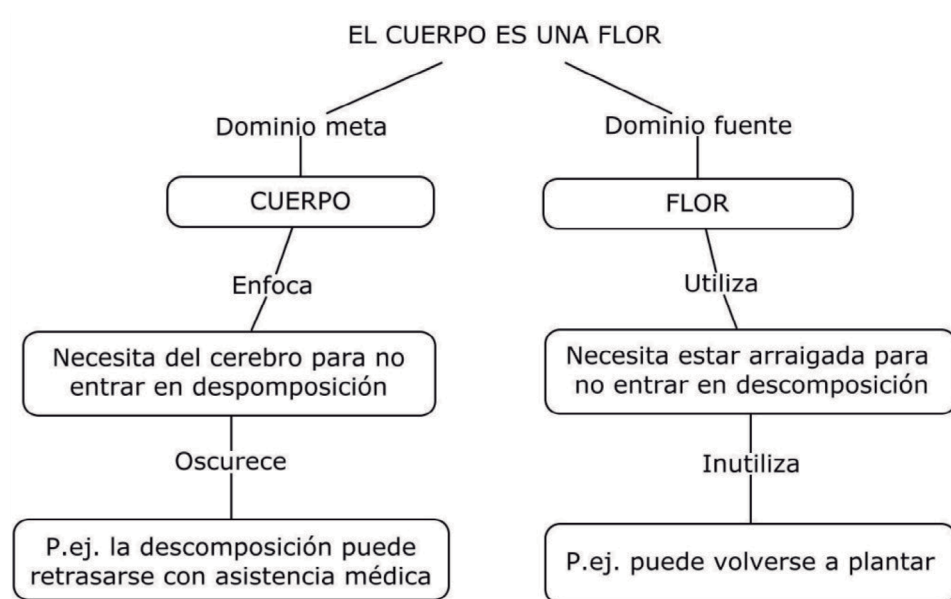 EL CUERPO ES UNA FLOR
Dominio meta
Dominio fuente
CUERPO
FLOR
Enfoca
Utiliza
Necesita del cerebro para no
entrar en despomposición
Necesita estar arraigada para
no entrar en descomposición
Oscurece
Inutiliza
P.ej. la descomposición puede
retrasarse con asistencia médica
P.ej. puede volverse a plantar